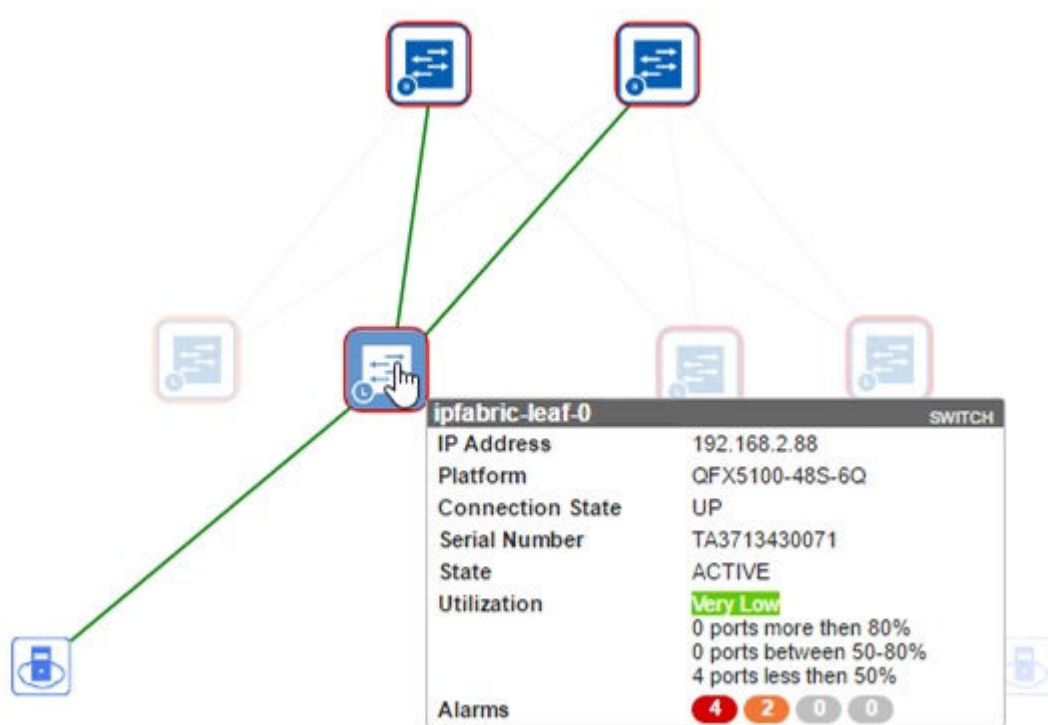 L
ipfabric-leaf-0 SWITCH
IP Address 192.168.2.88
Platform QFX5100-48S-6Q
Connection State UP
Serial Number TA3713430071
State ACTIVE
Utilization Very Low
0 ports more then 80%
0 ports between 50-80%
4 ports less then 50%
Alarms 4 2 0 0